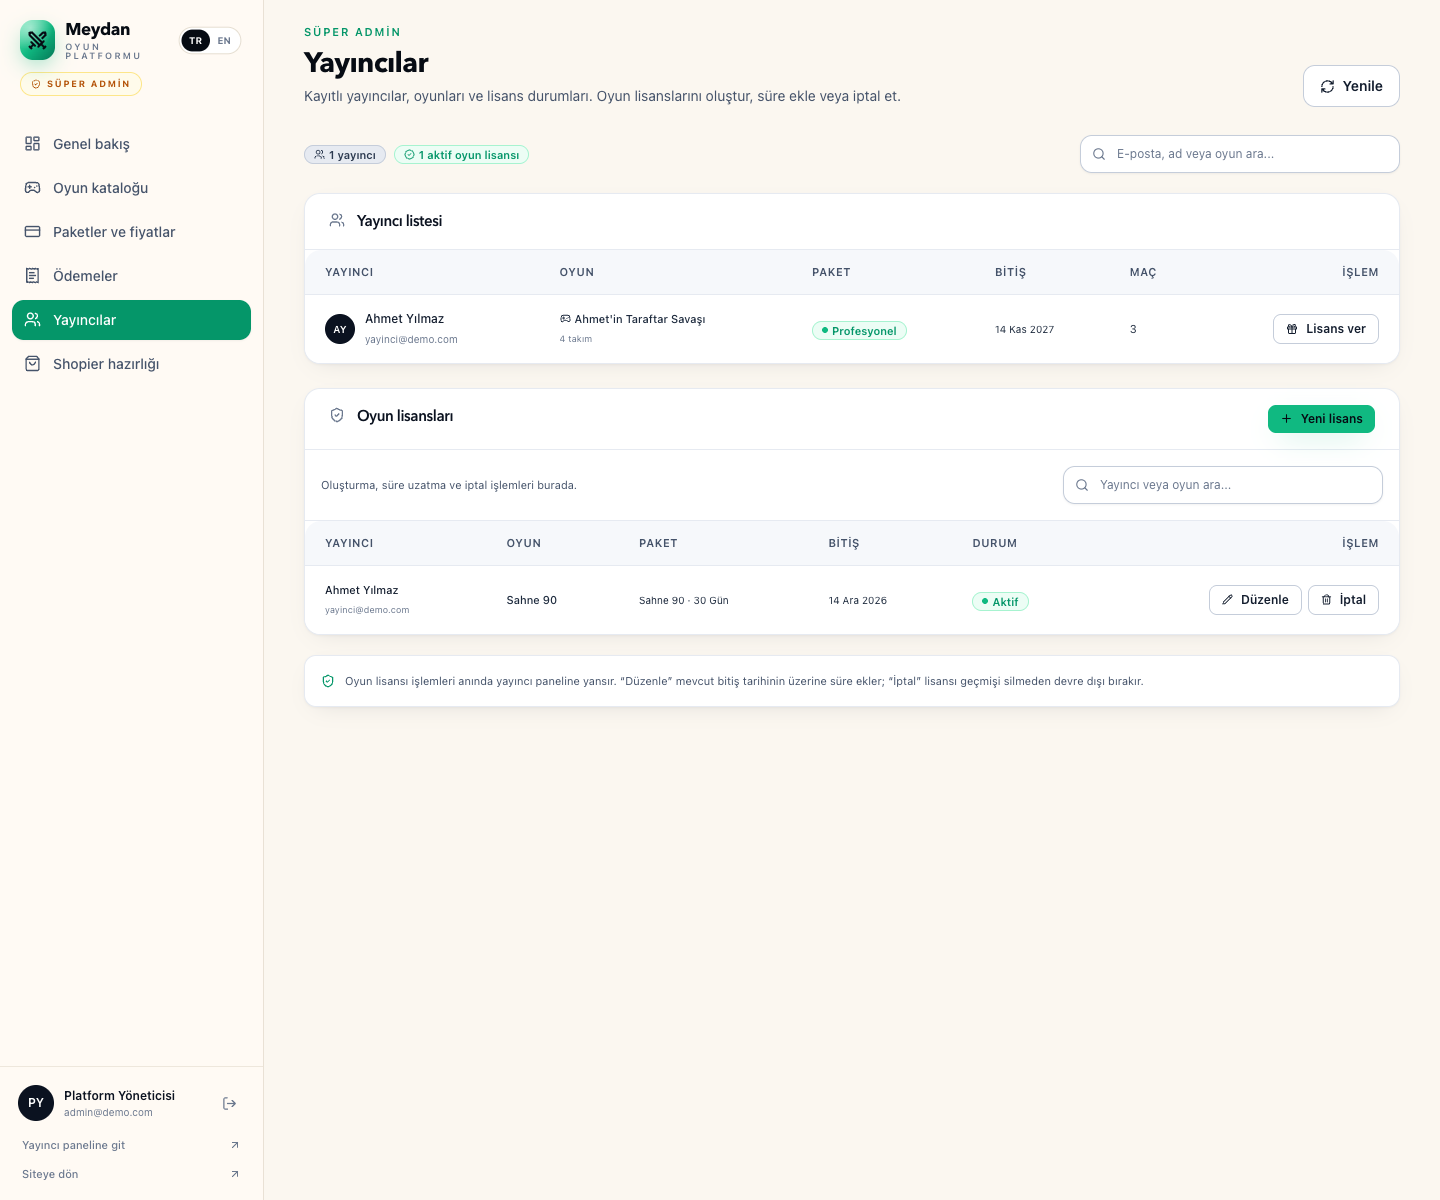 Meydan
OYUN
PLATFORMU
TR EN
SÜPER ADMİN
Genel bakış
Oyun kataloğu
Paketler ve fiyatlar
Ödemeler
Yayıncılar
Shopier hazırlığı
PY
Platform Yöneticisi
admin@demo.com
Yayıncı paneline git
Siteye dön
SÜPER ADMİN
Yayıncılar
Kayıtlı yayıncılar, oyunları ve lisans durumları. Oyun lisanslarını oluştur, süre ekle veya iptal et.
Yenile
1 yayıncı 1 aktif oyun lisansı
E-posta, ad veya oyun ara...
Yayıncı listesi
YAYINCI OYUN PAKET BİTİŞ MAÇ İŞLEM
AY
Ahmet Yılmaz
yayinci@demo.com
Ahmet'in Taraftar Savaşı
4 takım
Profesyonel
14 Kas 2027
3
Lisans ver
Oyun lisansları
Yeni lisans
Oluşturma, süre uzatma ve iptal işlemleri burada.
Yayıncı veya oyun ara...
YAYINCI OYUN PAKET BİTİŞ DURUM İŞLEM
Ahmet Yılmaz
yayinci@demo.com
Sahne 90
Sahne 90 · 30 Gün
14 Ara 2026
Aktif
Düzenle
İptal
Oyun lisansı işlemleri anında yayıncı paneline yansır. “Düzenle” mevcut bitiş tarihinin üzerine süre ekler; “İptal” lisansı geçmişi silmeden devre dışı bırakır.